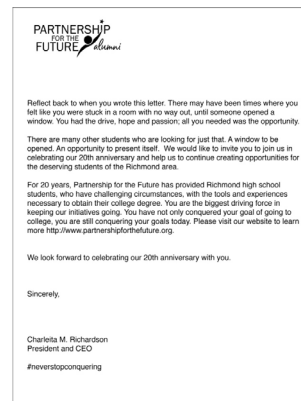 PARTNERSHIP
FOR THE
FUTURE alumni
Reflect back to when you wrote this letter. There may have been times where you
felt like you were stuck in a room with no way out, until someone opened a
window. You had the drive, hope and passion; all you needed was the opportunity.
There are many other students who are looking for just that. A window to be
opened. An opportunity to present itself.  We would like to invite you to join us in
celebrating our 20th anniversary and help us to continue creating opportunities for
the deserving students of the Richmond area.
For 20 years, Partnership for the Future has provided Richmond high school
students, who have challenging circumstances, with the tools and experiences
necessary to obtain their college degree. You are the biggest driving force in
keeping our initiatives going. You have not only conquered your goal of going to
college, you are still conquering your goals today. Please visit our website to learn
more http://www.partnershipforthefuture.org.
We look forward to celebrating our 20th anniversary with you.
Sincerely,
Charleita M. Richardson
President and CEO
#neverstopconquering